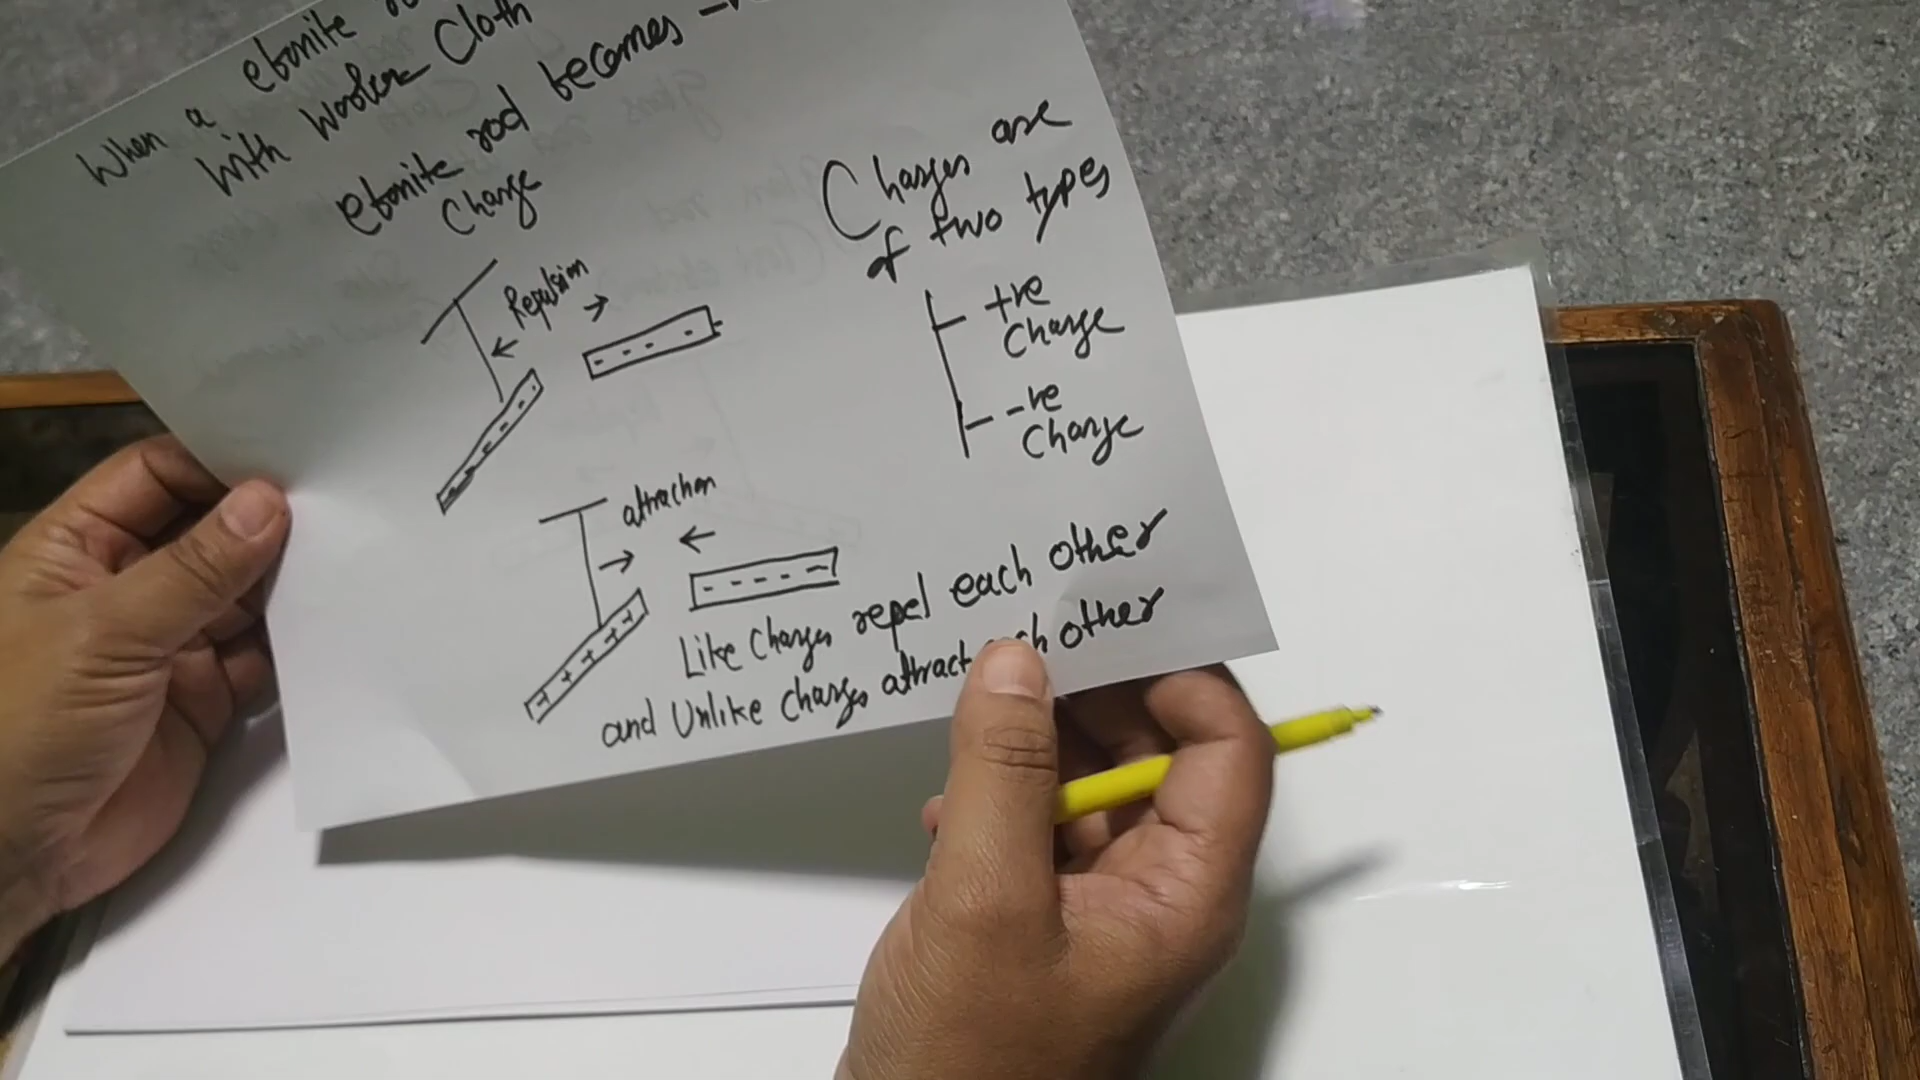 When a ebonite
with woolen Cloth
ebonite rod becomes
Charge
Repulsion
attraction
Charges are
of two types
+ve
Charge
-ve
Charge
Like charges repel each other
and Unlike charges attract each other